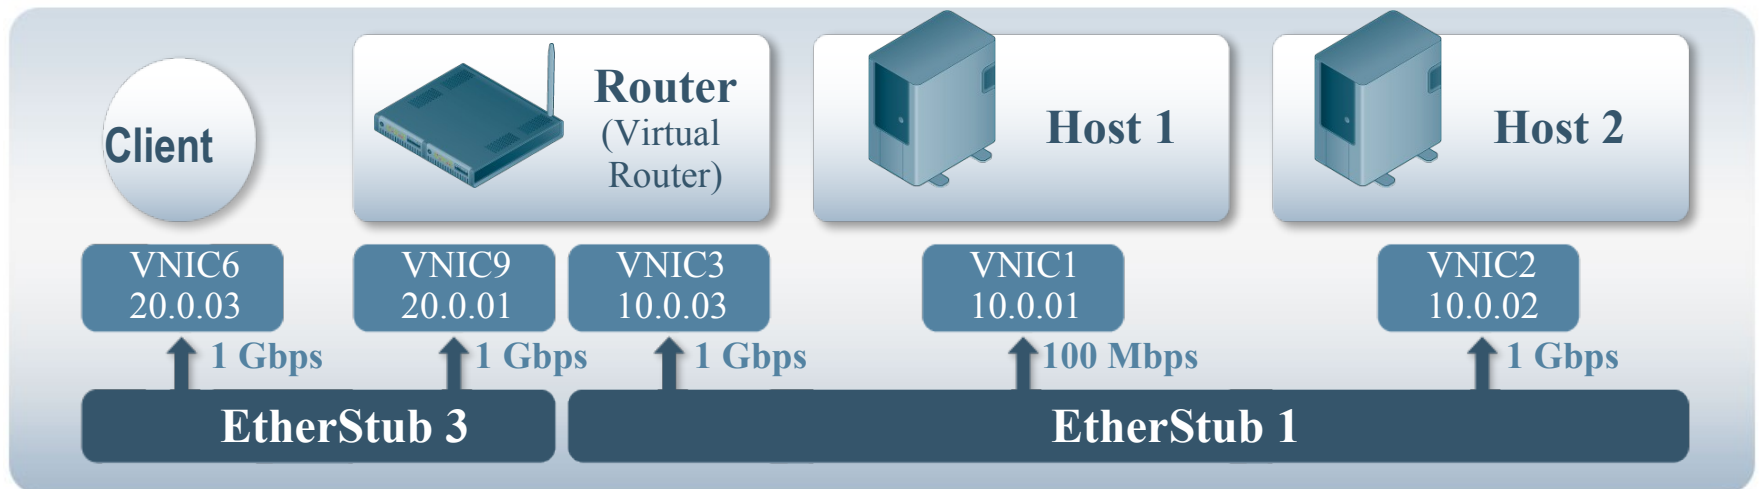 Client
Router
(Virtual
Router)
Host 1
Host 2
VNIC6
20.0.03
VNIC9
20.0.01
VNIC3
10.0.03
VNIC1
10.0.01
VNIC2
10.0.02
1 Gbps
1 Gbps
1 Gbps
100 Mbps
1 Gbps
EtherStub 3
EtherStub 1